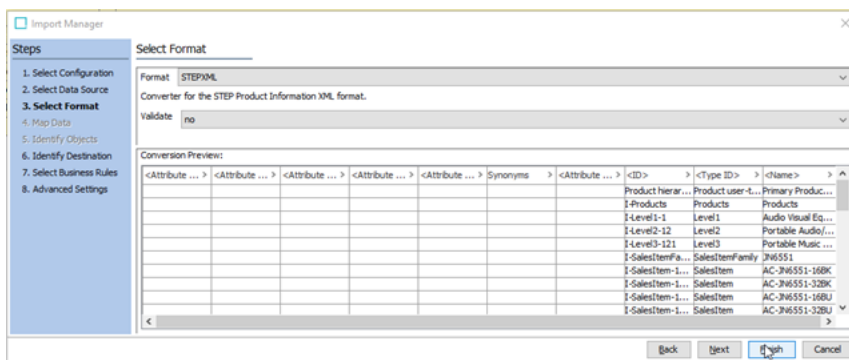 Import Manager
Steps
1. Select Configuration
2. Select Data Source
3. Select Format
4. Map Data
5. Identify Objects
6. Identify Destination
7. Select Business Rules
8. Advanced Settings
Select Format
Format STEPXML
Converter for the STEP Product Information XML format.
Validate no
Conversion Preview:
<Attribute ... > <Attribute ... > <Attribute ... > <Attribute ... > <Attribute ... > Synonyms > <Attribute ... > <ID> > <Type ID> > <Name> >
Product hierar... Product user-t... Primary Produc...
I-Products Products Products
I-Level1-1 Level1 Audio Visual Eq...
I-Level2-12 Level2 Portable Audio/...
I-Level3-121 Level3 Portable Music ...
I-SalesItemFa... SalesItemFamily JN6551
I-SalesItem-1... SalesItem AC-JN6551-16BK
I-SalesItem-1... SalesItem AC-JN6551-32BK
I-SalesItem-1... SalesItem AC-JN6551-16BU
I-SalesItem-1... SalesItem AC-JN6551-32BU
Back Next Finish Cancel